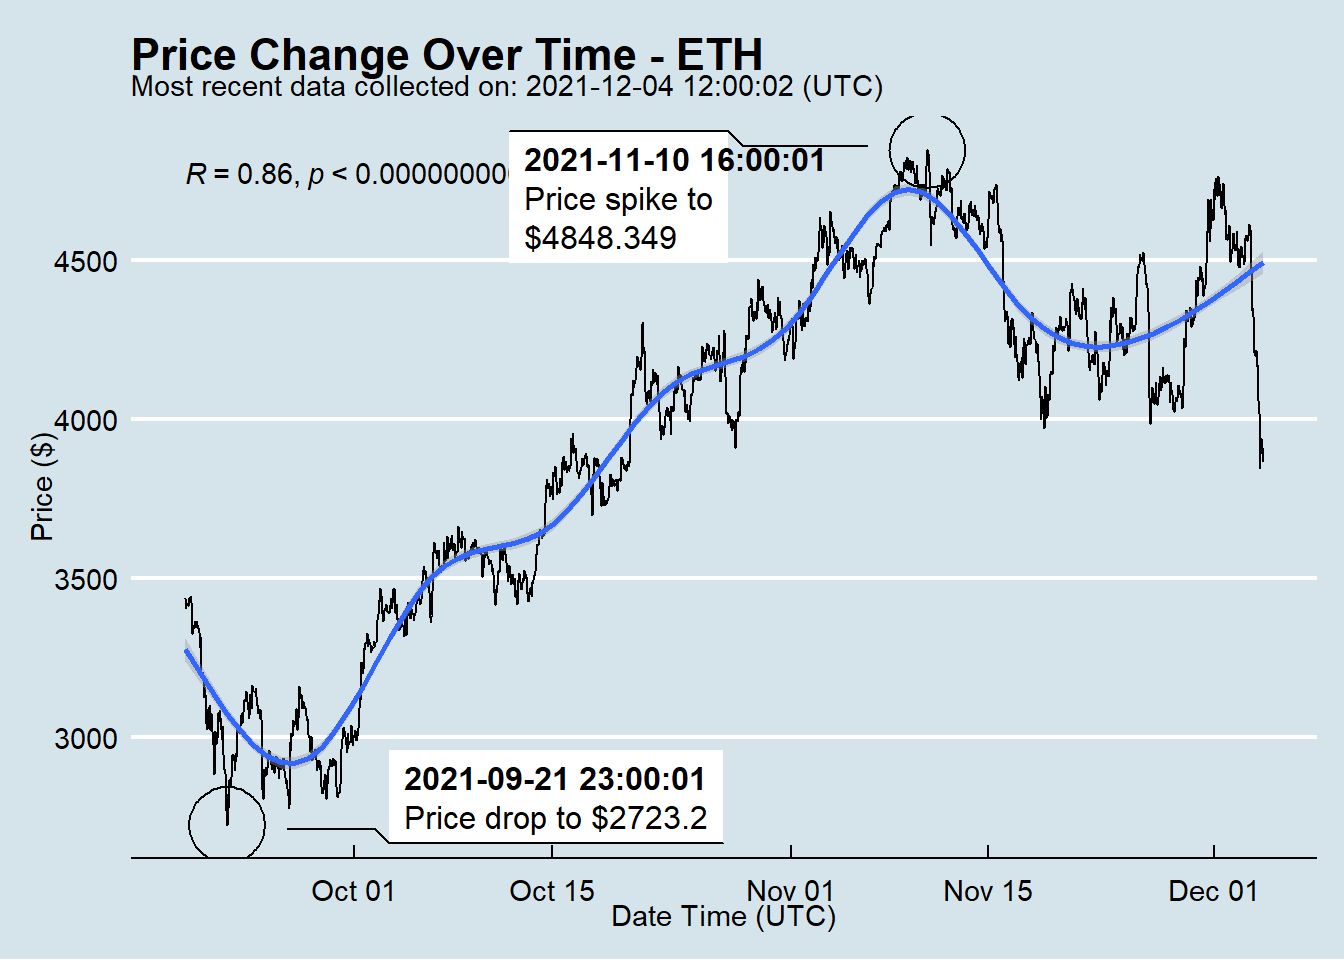 Price Change Over Time - ETH
Most recent data collected on: 2021-12-04 12:00:02 (UTC)
R = 0.86, p < 0.00000000
2021-11-10 16:00:01
Price spike to
$4848.349
4500
4000
3500
3000
Price ($)
2021-09-21 23:00:01
Price drop to $2723.2
Oct 01
Oct 15
Nov 01
Nov 15
Dec 01
Date Time (UTC)